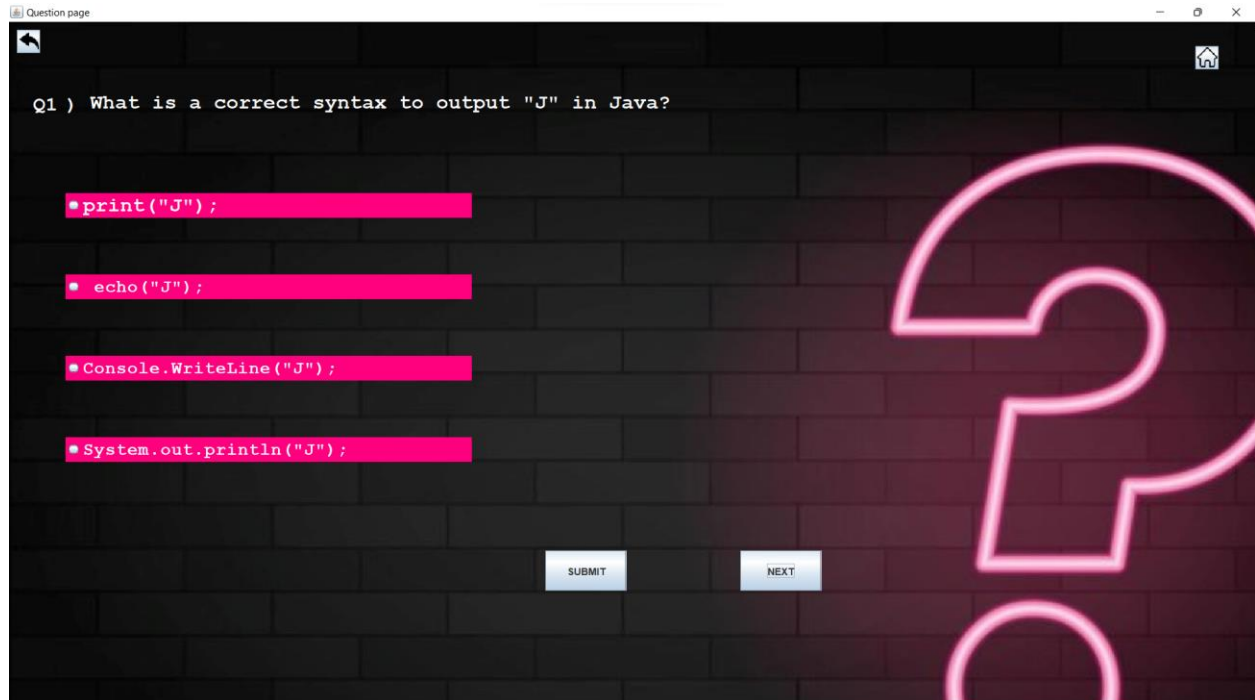 Question page
Q1 ) What is a correct syntax to output "J" in Java?
print("J");
echo("J");
Console.WriteLine("J");
System.out.println("J");
SUBMIT NEXT